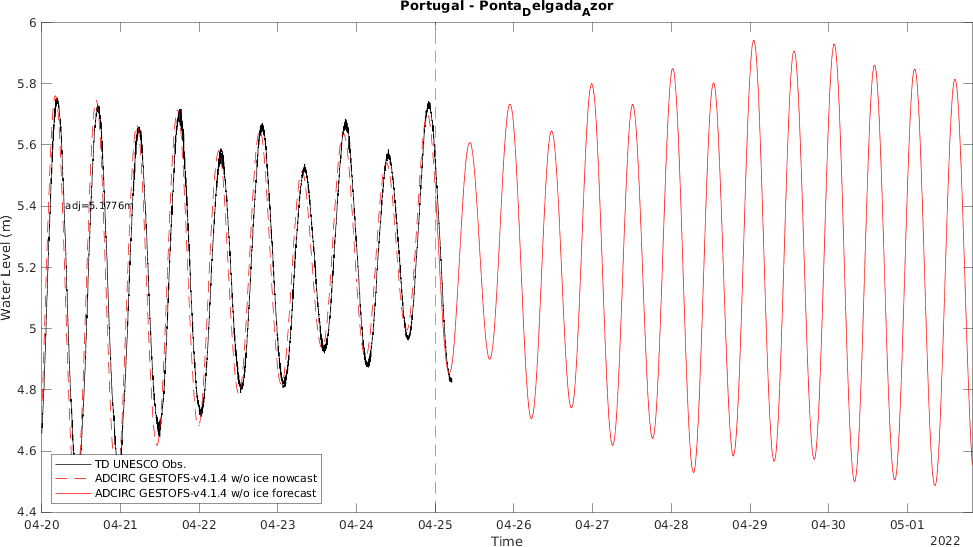 Portugal - PontaDelgadaAzor
6
5.8
5.6
5.4
5.2
5
4.8
4.6
4.4
Water Level (m)
adj=5.1776m
TD UNESCO Obs.
ADCIRC GESTOFS-v4.1.4 w/o ice nowcast
ADCIRC GESTOFS-v4.1.4 w/o ice forecast
04-20 04-21 04-22 04-23 04-24 04-25 04-26 04-27 04-28 04-29 04-30 05-01
Time
2022